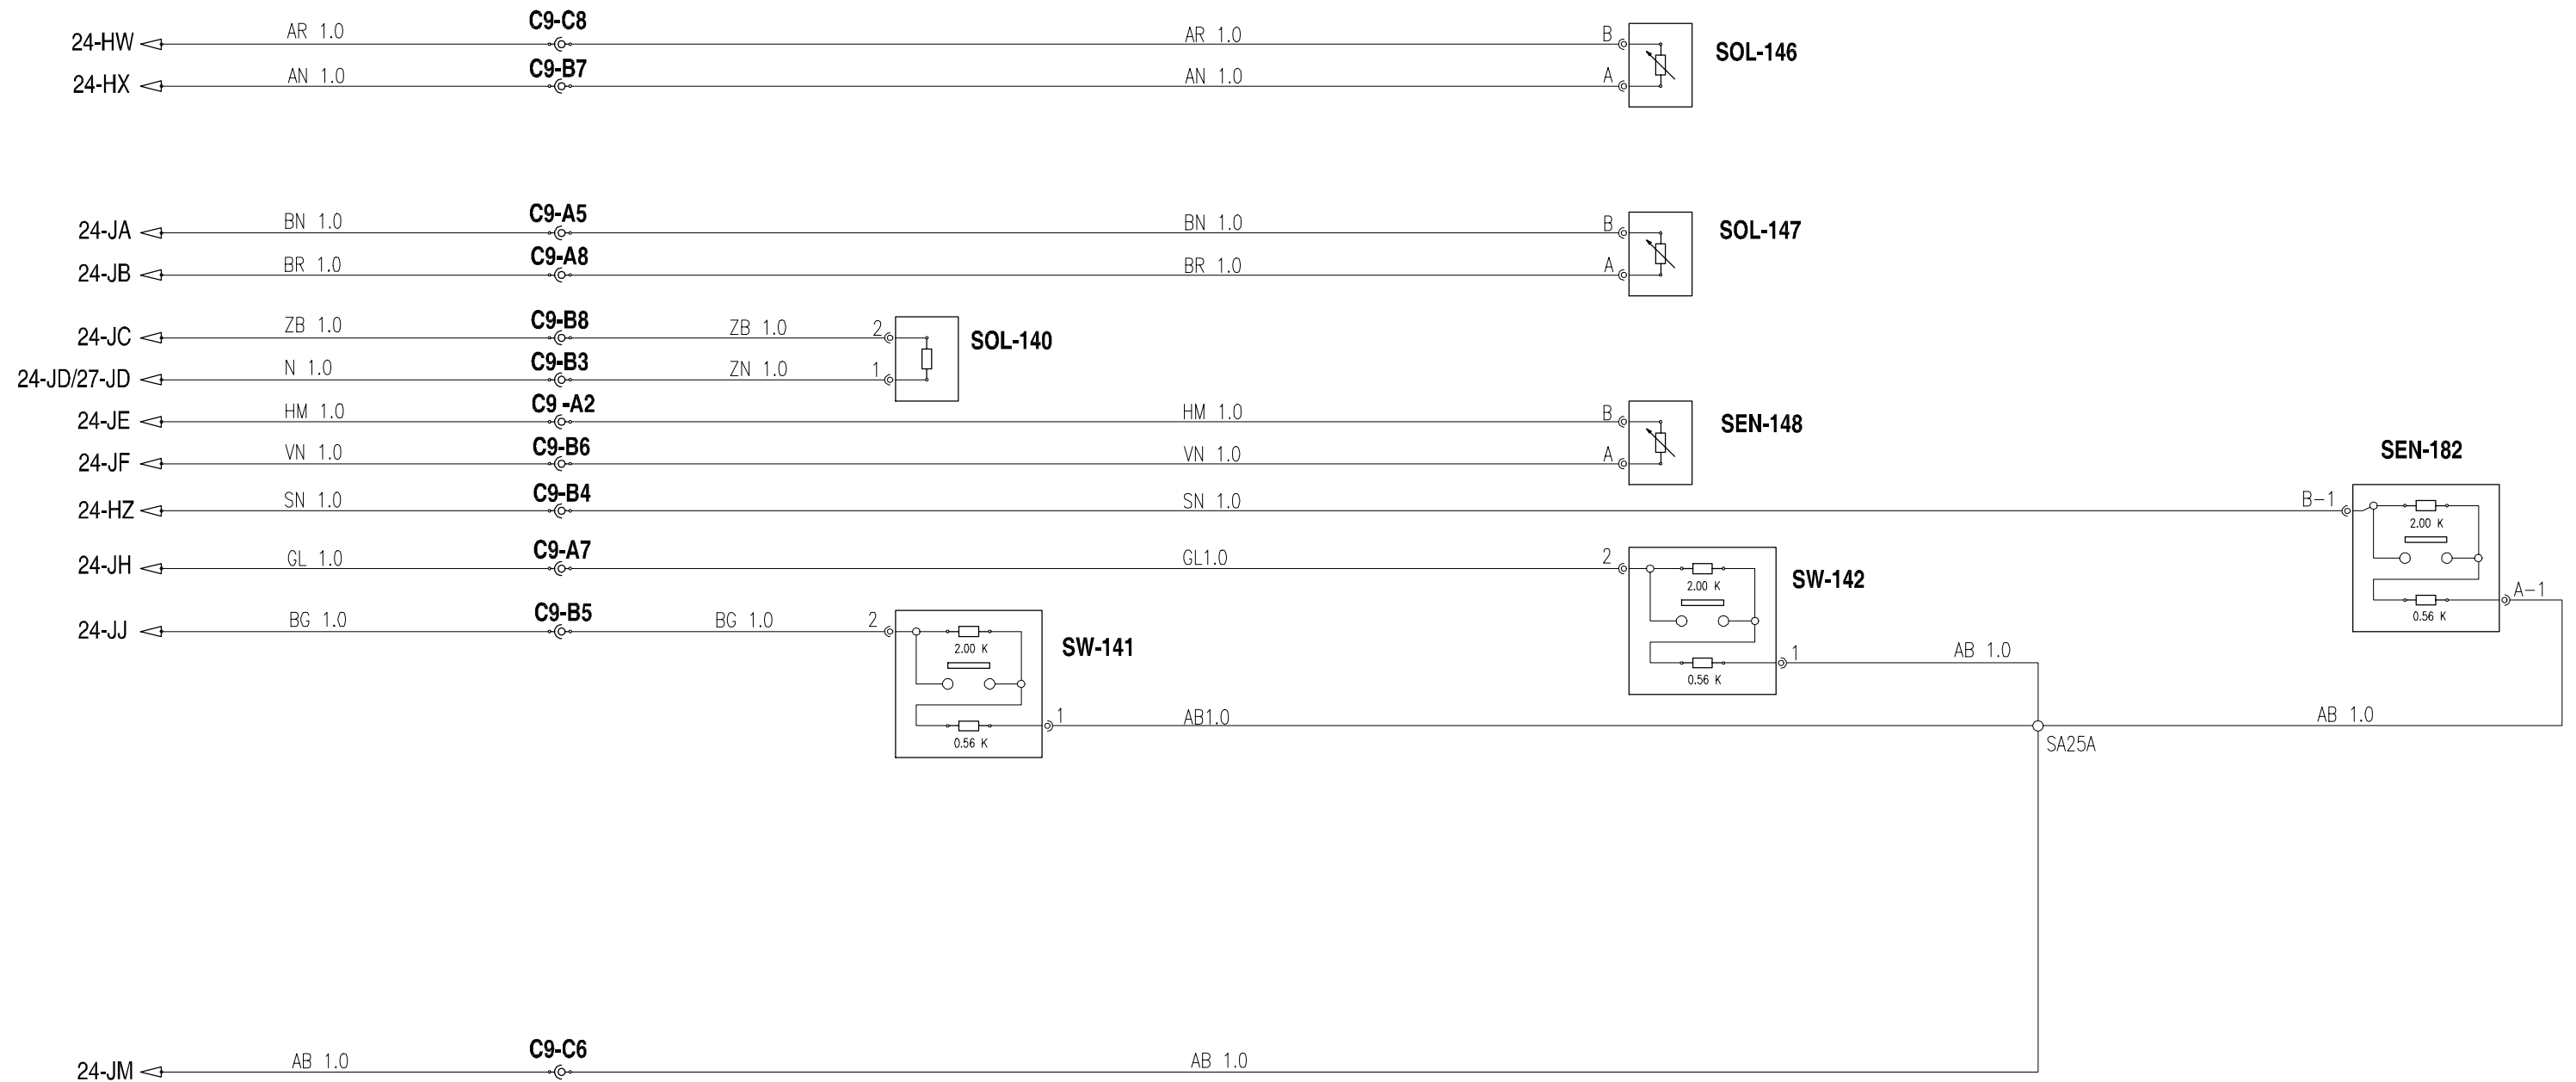 C9-C8
24-HW AR 1.0 AR 1.0 B SOL-146
C9-B7
24-HX AN 1.0 AN 1.0 A
C9-A5
24-JA BN 1.0 BN 1.0 B SOL-147
C9-A8
24-JB BR 1.0 BR 1.0 A
C9-B8
24-JC ZB 1.0 ZB 1.0 2 SOL-140
C9-B3
24-JD/27-JD N 1.0 ZN 1.0 1
C9 -A2
24-JE HM 1.0 HM 1.0 B SEN-148
C9-B6
24-JF VN 1.0 VN 1.0 A
SEN-182
C9-B4
24-HZ SN 1.0 SN 1.0 B-1
2.00 K
C9-A7
24-JH GL 1.0 GL1.0 2 SW-142
2.00 K
A-1
0.56 K
C9-B5
24-JJ BG 1.0 BG 1.0 2 SW-141
2.00 K
1 AB 1.0
0.56 K
1 AB1.0 AB 1.0
0.56 K
SA25A
C9-C6
24-JM AB 1.0 AB 1.0